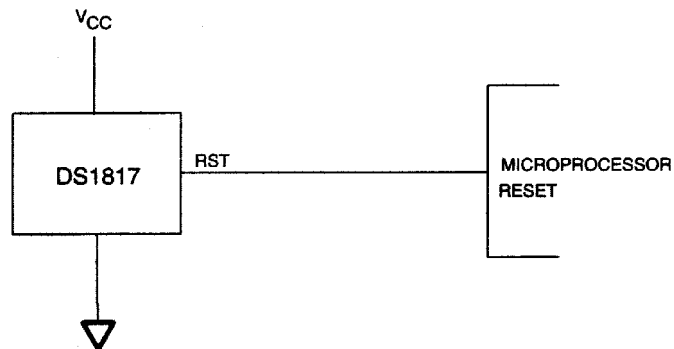 VCC
DS1817
RST
MICROPROCESSOR
RESET